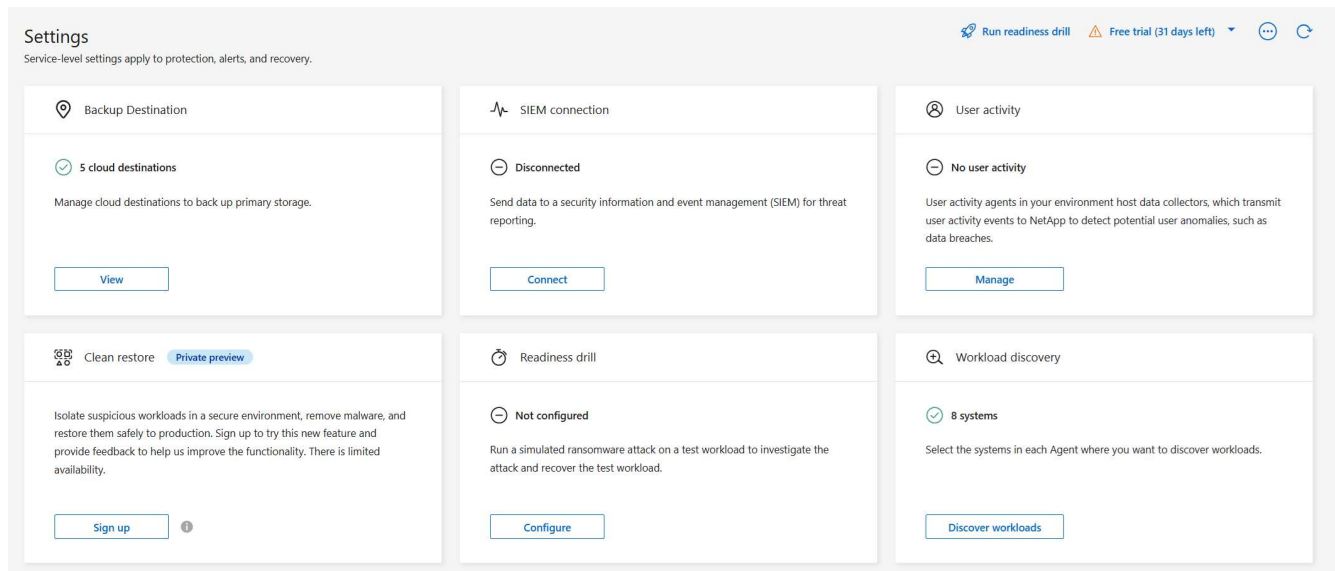 Settings
Run readiness drill
Free trial (31 days left)
Service-level settings apply to protection, alerts, and recovery.
Backup Destination
5 cloud destinations
Manage cloud destinations to back up primary storage.
View
SIEM connection
Disconnected
Send data to a security information and event management (SIEM) for threat
reporting.
Connect
User activity
No user activity
User activity agents in your environment host data collectors, which transmit
user activity events to NetApp to detect potential user anomalies, such as
data breaches.
Manage
Clean restore
Private preview
Isolate suspicious workloads in a secure environment, remove malware, and
restore them safely to production. Sign up to try this new feature and
provide feedback to help us improve the functionality. There is limited
availability.
Sign up
Readiness drill
Not configured
Run a simulated ransomware attack on a test workload to investigate the
attack and recover the test workload.
Configure
Workload discovery
8 systems
Select the systems in each Agent where you want to discover workloads.
Discover workloads